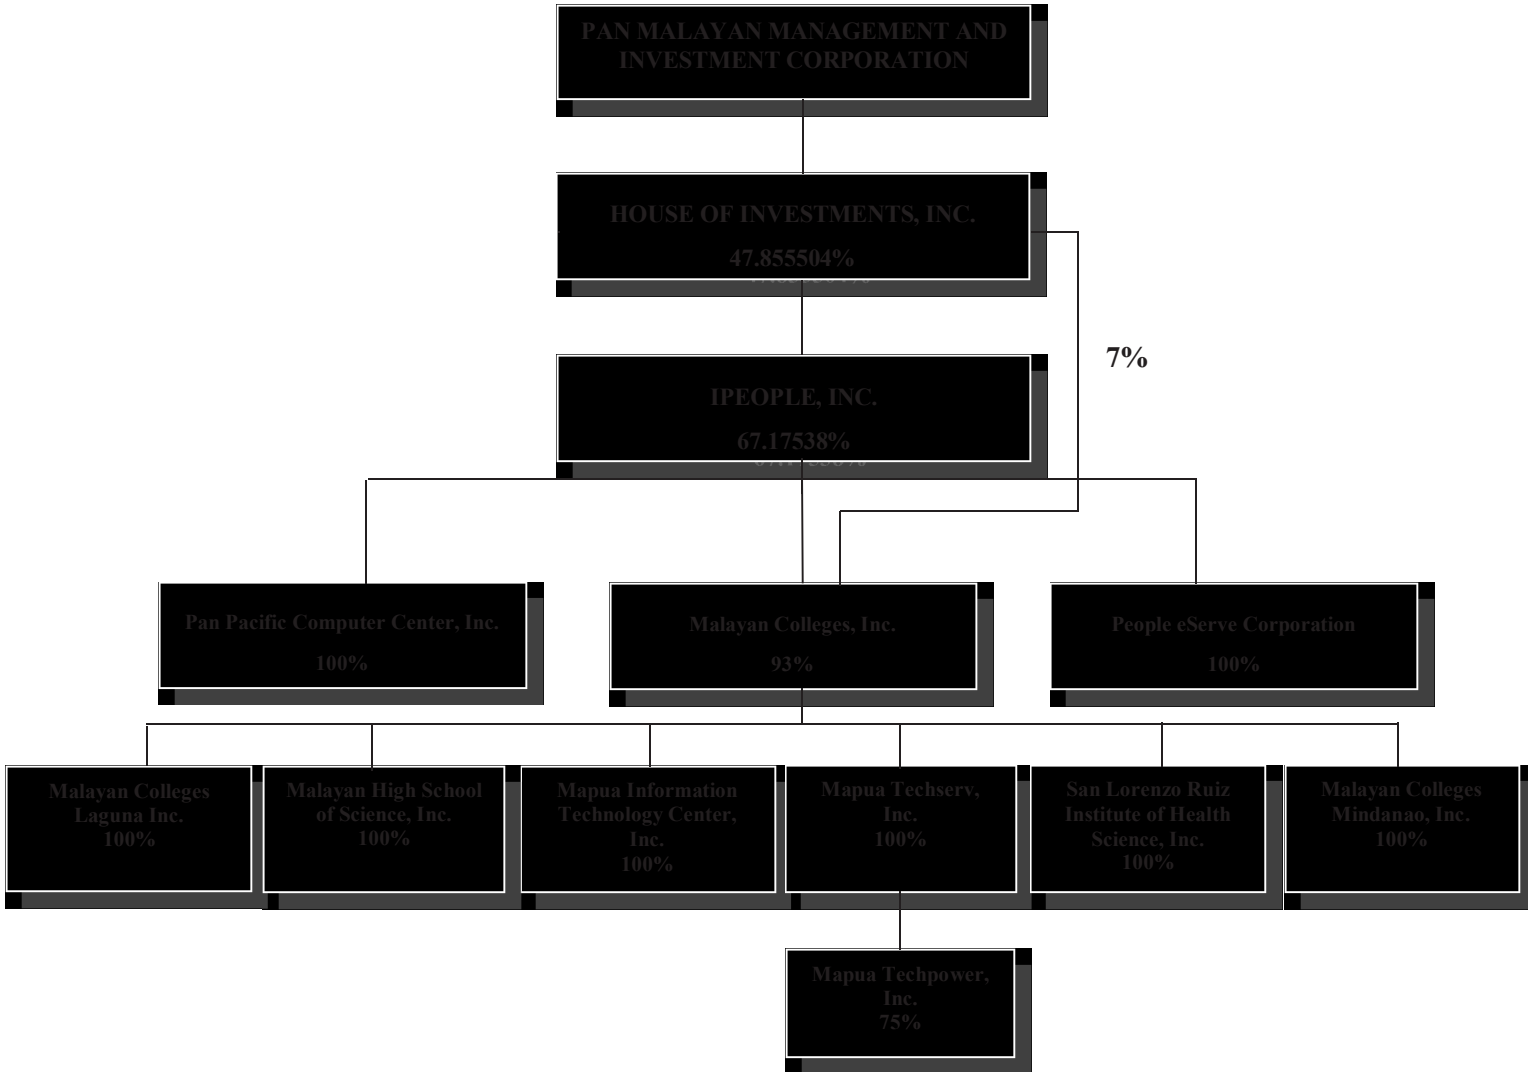 PAN MALAYAN MANAGEMENT AND
INVESTMENT CORPORATION
HOUSE OF INVESTMENTS, INC.
47.855504%
7%
IPEOPLE, INC.
67.17538%
Pan Pacific Computer Center, Inc.
100%
Malayan Colleges, Inc.
93%
People eServe Corporation
100%
Malayan Colleges
Laguna Inc.
100%
Malayan High School
of Science, Inc.
100%
Mapua Information
Technology Center,
Inc.
100%
Mapua Techserv,
Inc.
100%
San Lorenzo Ruiz
Institute of Health
Science, Inc.
100%
Malayan Colleges
Mindanao, Inc.
100%
Mapua Techpower,
Inc.
75%